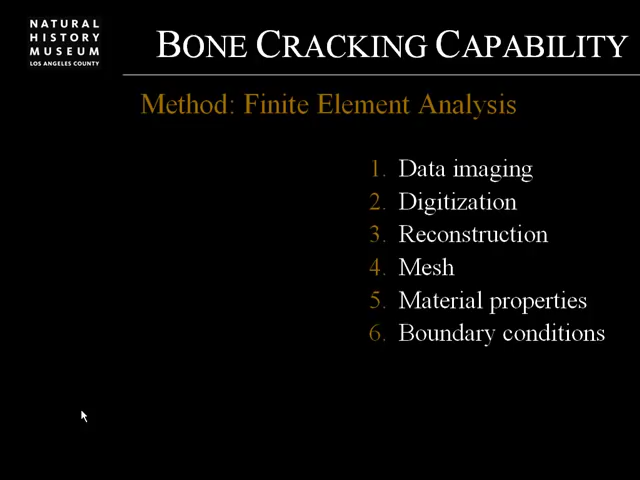 NATURAL
HISTORY
MUSEUM
LOS ANGELES COUNTY
BONE CRACKING CAPABILITY
Method: Finite Element Analysis
1. Data imaging
2. Digitization
3. Reconstruction
4. Mesh
5. Material properties
6. Boundary conditions